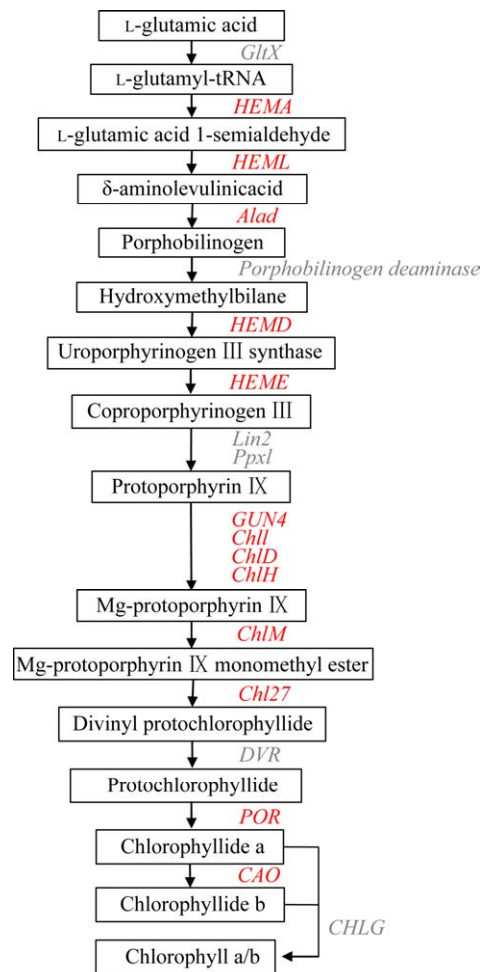 L-glutamic acid
GltX
L-glutamyl-tRNA
HEMA
L-glutamic acid 1-semialdehyde
HEML
δ-aminolevulinicacid
Alad
Porphobilinogen
Porphobilinogen deaminase
Hydroxymethylbilane
HEMD
Uroporphyrinogen III synthase
HEME
Coproporphyrinogen III
Lin2
Ppxl
Protoporphyrin IX
GUN4
Chll
ChlD
ChlH
Mg-protoporphyrin IX
ChlM
Mg-protoporphyrin IX monomethyl ester
Chl27
Divinyl protochlorophyllide
DVR
Protochlorophyllide
POR
Chlorophyllide a
CAO
Chlorophyllide b
CHLG
Chlorophyll a/b